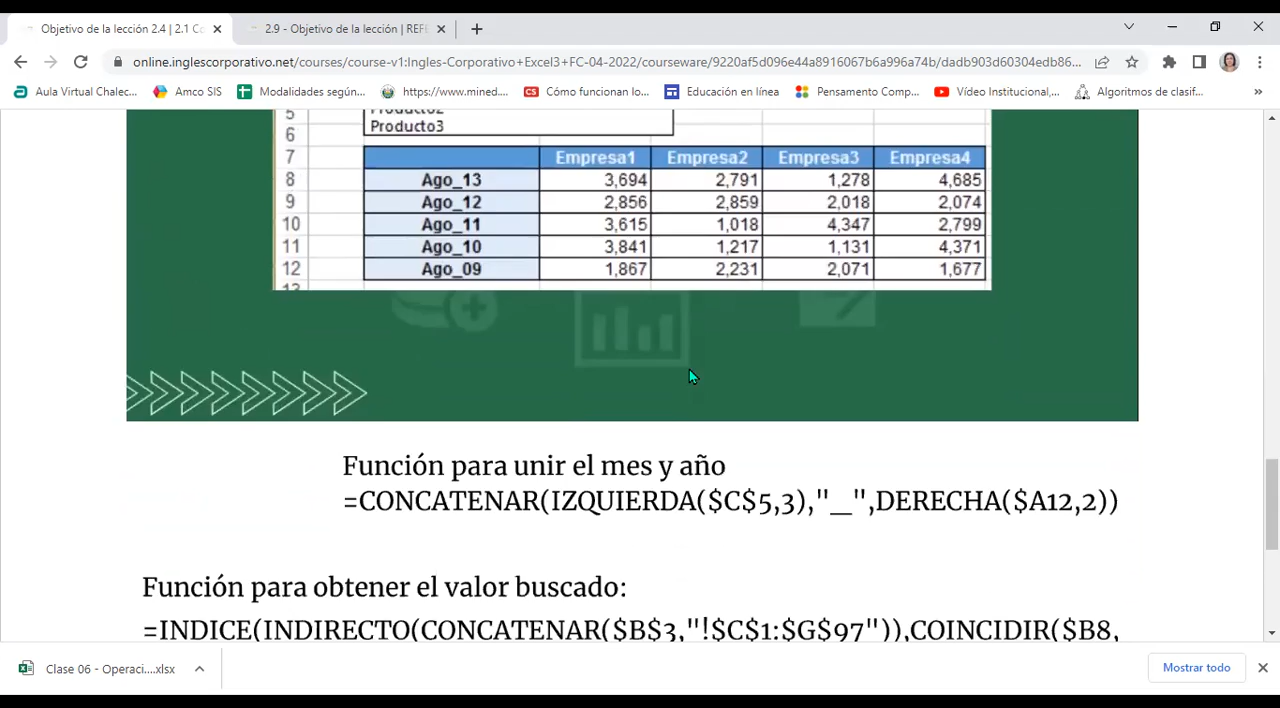 Objetivo de la lección 2.4 | 2.1 Co
2.9 - Objetivo de la lección | REFE
online.inglescorporativo.net/courses/course-v1:Ingles-Corporativo+Excel3+FC-04-2022/courseware/9220af5d096e44a8916067b6a996a74b/dadb903d60304edb86...
Aula Virtual Chalec... Amco SIS Modalidades según... https://www.mined... Cómo funcionan lo... Educación en línea Pensamento Comp... Vídeo Institucional,... Algoritmos de clasif... »
5 Producto2
6 Producto3
7 Empresa1 Empresa2 Empresa3 Empresa4
8 Ago_13 3,694 2,791 1,278 4,685
9 Ago_12 2,856 2,859 2,018 2,074
10 Ago_11 3,615 1,018 4,347 2,799
11 Ago_10 3,841 1,217 1,131 4,371
12 Ago_09 1,867 2,231 2,071 1,677
13
Función para unir el mes y año
=CONCATENAR(IZQUIERDA($C$5,3),"_",DERECHA($A12,2))
Función para obtener el valor buscado:
=INDICE(INDIRECTO(CONCATENAR($B$3,"!$C$1:$G$97")),COINCIDIR($B8,
Clase 06 - Operaci....xlsx
Mostrar todo